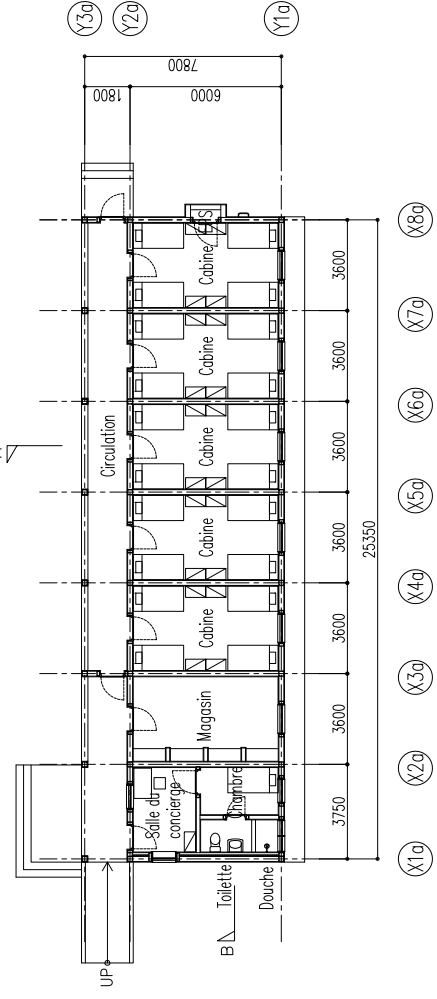 UP
Circulation
Salle du
concierge
Magasin
Cabine
Cabine
Cabine
Cabine
Cabine
Chambre
Toilette
Douche
B
Y3a
Y2a
Y1a
1800
6000
7800
3750
3600
3600
3600
3600
3600
3600
25350
X1a
X2a
X3a
X4a
X5a
X6a
X7a
X8a